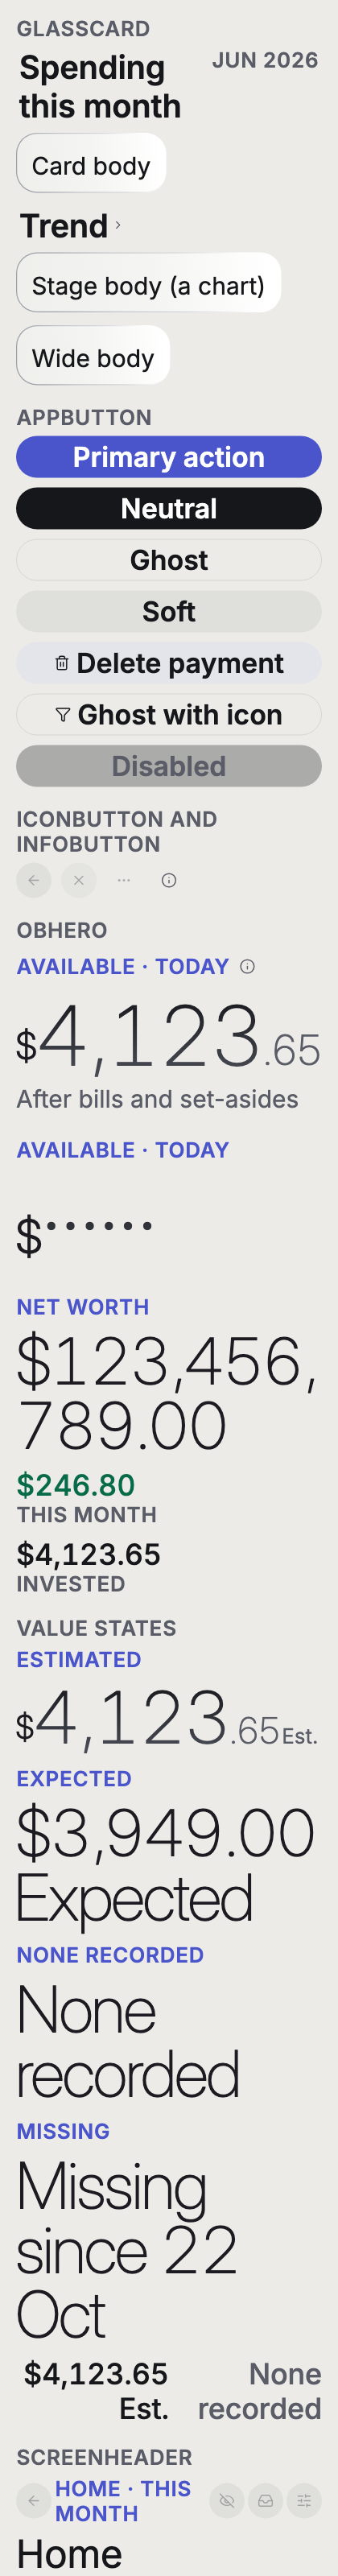 GLASSCARD
Spending
this month
JUN 2026
Card body
Trend ›
Stage body (a chart)
Wide body
APPBUTTON
Primary action
Neutral
Ghost
Soft
Delete payment
Ghost with icon
Disabled
ICONBUTTON AND
INFOBUTTON
OBHERO
AVAILABLE · TODAY
$4,123.65
After bills and set-asides
AVAILABLE · TODAY
$••••••
NET WORTH
$123,456,
789.00
$246.80
THIS MONTH
$4,123.65
INVESTED
VALUE STATES
ESTIMATED
$4,123.65 Est.
EXPECTED
$3,949.00
Expected
NONE RECORDED
None
recorded
MISSING
Missing
since 22
Oct
$4,123.65
Est.
None
recorded
SCREENHEADER
HOME · THIS
MONTH
Home